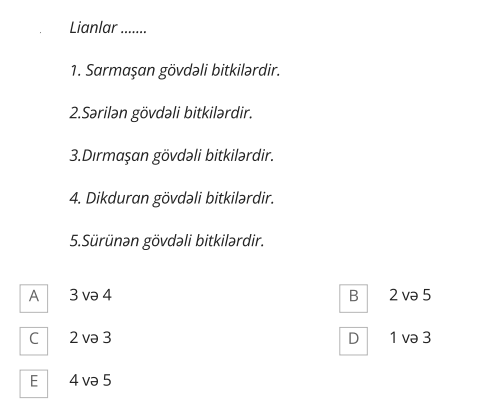 Lianlar .......
1. Sarmaşan gövdəli bitkilərdir.
2.Sərilən gövdəli bitkilərdir.
3.Dırmaşan gövdəli bitkilərdir.
4. Dikduran gövdəli bitkilərdir.
5.Sürünən gövdəli bitkilərdir.
A 3 və 4
B 2 və 5
C 2 və 3
D 1 və 3
E 4 və 5